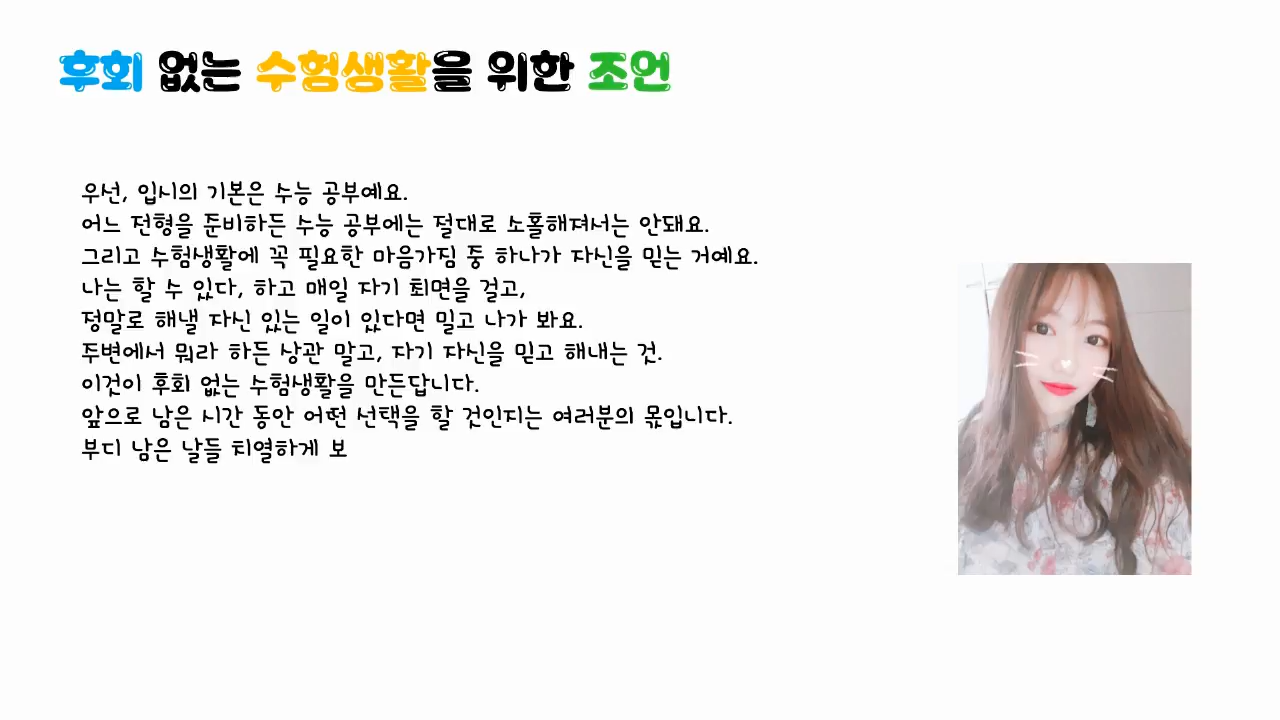 후회 없는 수험생활을 위한 조언
우선, 입시의 기본은 수능 공부예요.
어느 전형을 준비하든 수능 공부에는 절대로 소홀해져서는 안돼요.
그리고 수험생활에 꼭 필요한 마음가짐 중 하나가 자신을 믿는 거예요.
나는 할 수 있다, 하고 매일 자기 최면을 걸고,
정말로 해낼 자신 있는 일이 있다면 밀고 나가 봐요.
주변에서 뭐라 하든 상관 말고, 자기 자신을 믿고 해내는 것.
이것이 후회 없는 수험생활을 만든답니다.
앞으로 남은 시간 동안 어떤 선택을 할 것인지는 여러분의 몫입니다.
부디 남은 날들 치열하게 보